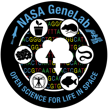 NASA GeneLab
OPEN SCIENCE FOR LIFE IN SPACE